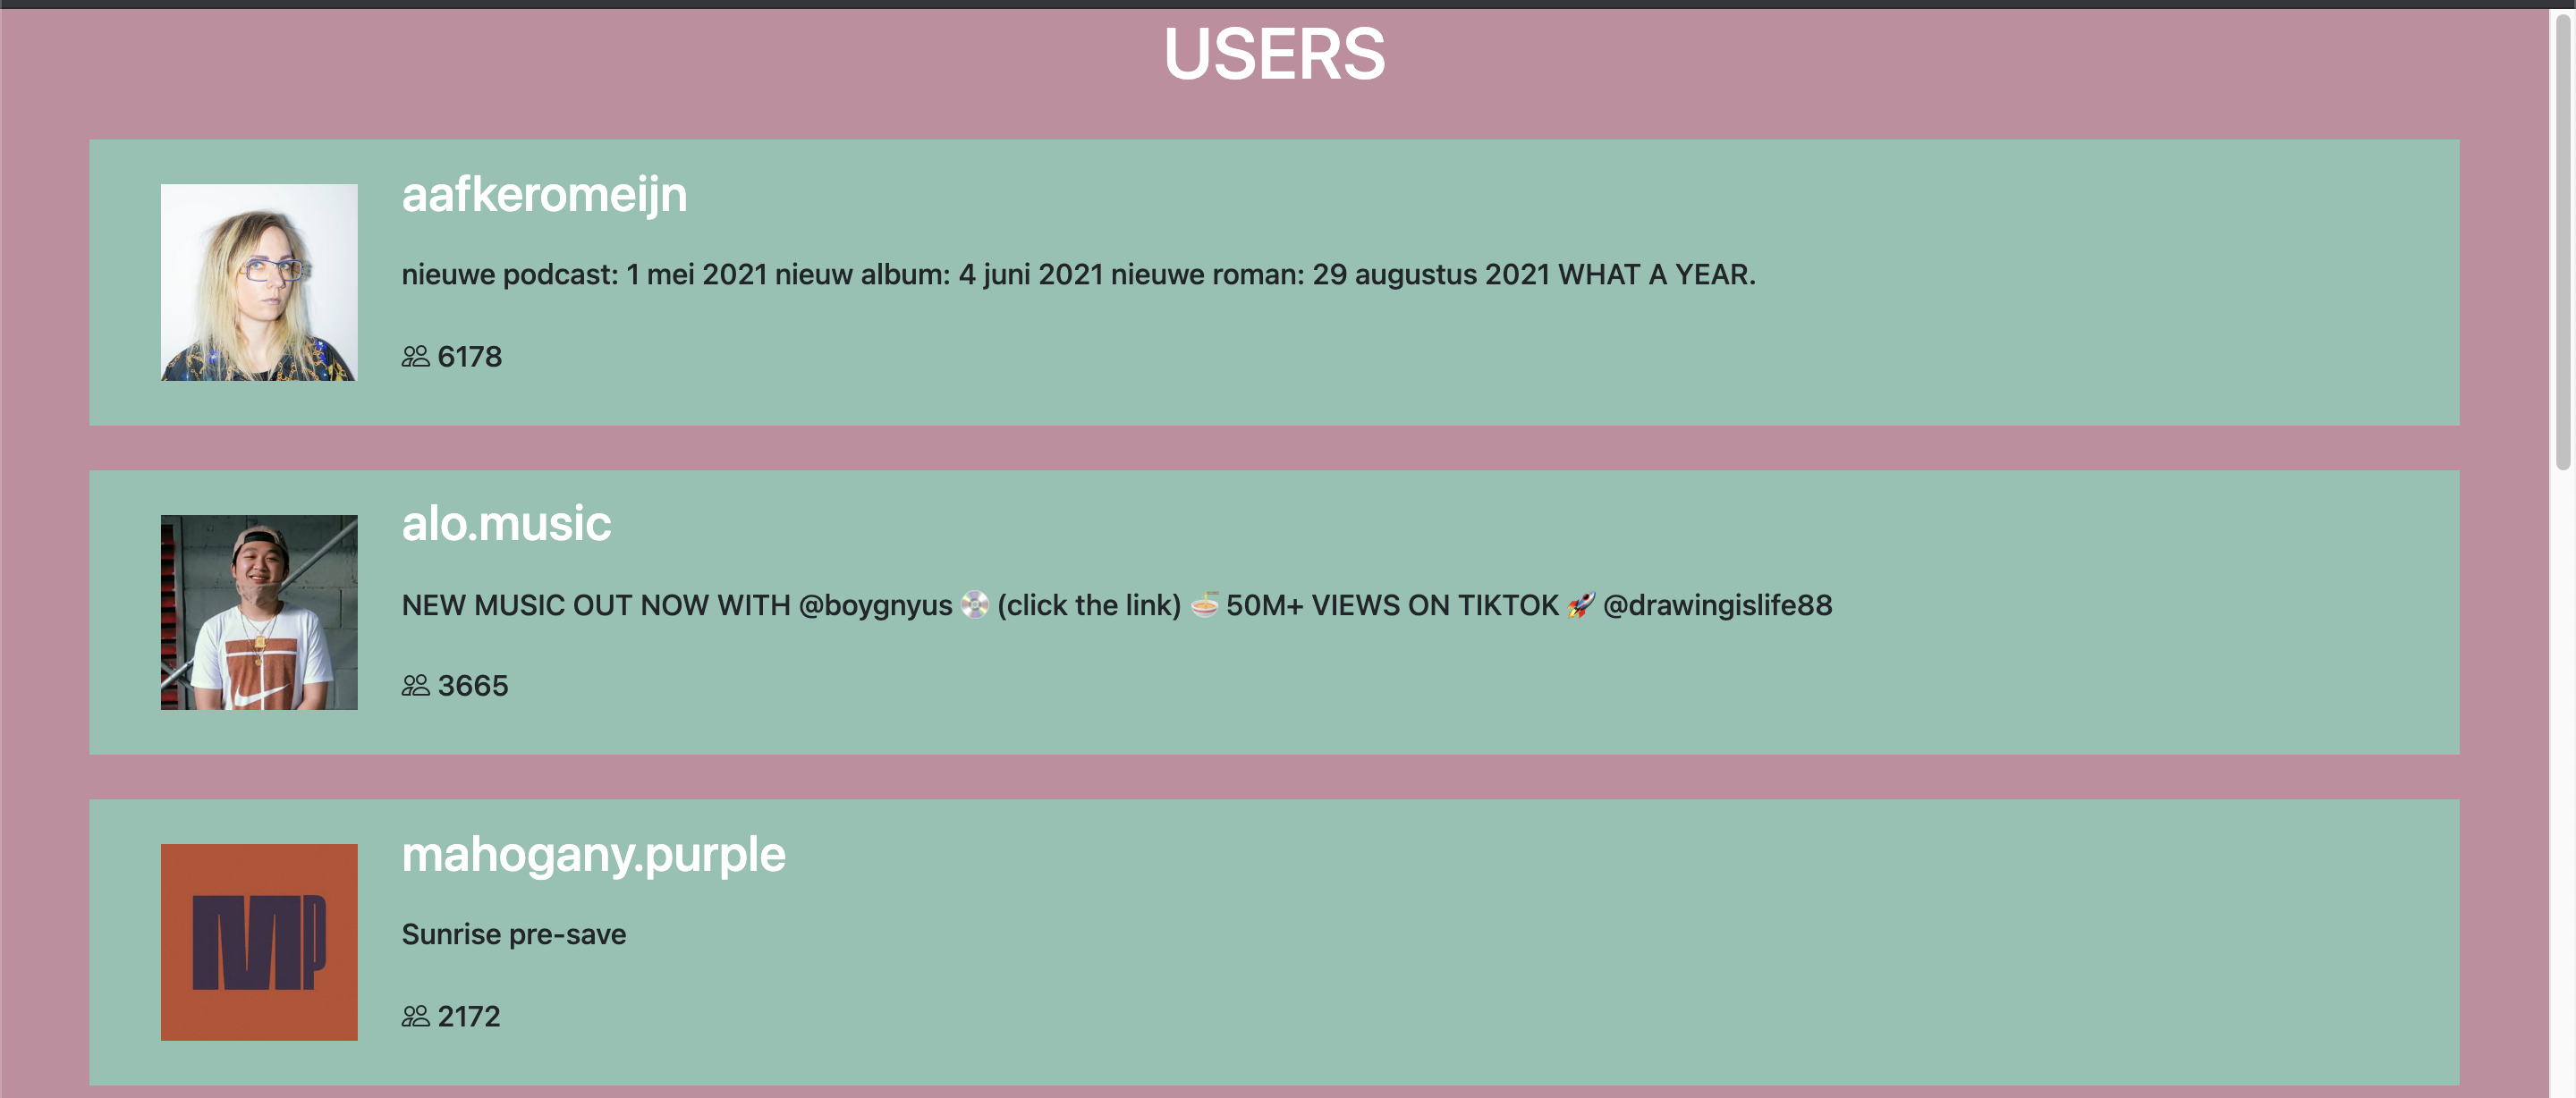 USERS
aafkeromeijn
nieuwe podcast: 1 mei 2021 nieuw album: 4 juni 2021 nieuwe roman: 29 augustus 2021 WHAT A YEAR.
6178
alo.music
NEW MUSIC OUT NOW WITH @boygnyus 💿 (click the link) 🍜 50M+ VIEWS ON TIKTOK 🚀 @drawingislife88
3665
mahogany.purple
MP
Sunrise pre-save
2172